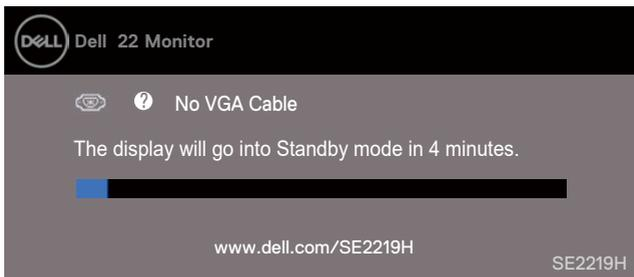 DELL Dell 22 Monitor
? No VGA Cable
The display will go into Standby mode in 4 minutes.
www.dell.com/SE2219H
SE2219H